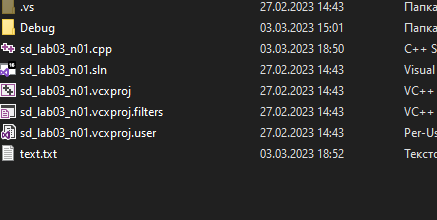 .vs 27.02.2023 14:43 Папка
Debug 03.03.2023 15:01 Папка
sd_lab03_n01.cpp 03.03.2023 18:50 C++ S
sd_lab03_n01.sln 27.02.2023 14:43 Visual
sd_lab03_n01.vcxproj 27.02.2023 14:43 VC++
sd_lab03_n01.vcxproj.filters 27.02.2023 14:43 VC++
sd_lab03_n01.vcxproj.user 27.02.2023 14:43 Per-Us
text.txt 03.03.2023 18:52 Тексто